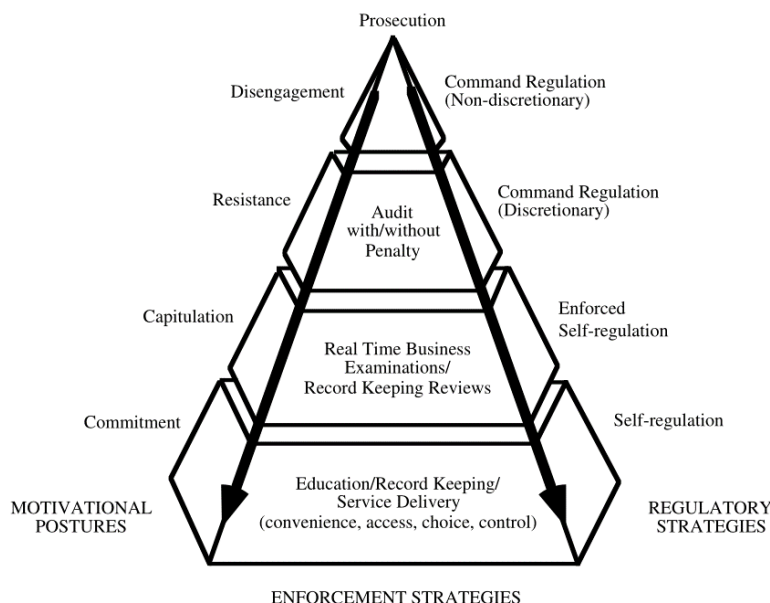 Prosecution
Disengagement
Command Regulation
(Non-discretionary)
Resistance
Audit
with/without
Penalty
Command Regulation
(Discretionary)
Capitulation
Real Time Business
Examinations/
Record Keeping Reviews
Enforced
Self-regulation
Commitment
Self-regulation
Education/Record Keeping/
Service Delivery
(convenience, access, choice, control)
MOTIVATIONAL
POSTURES
REGULATORY
STRATEGIES
ENFORCEMENT STRATEGIES